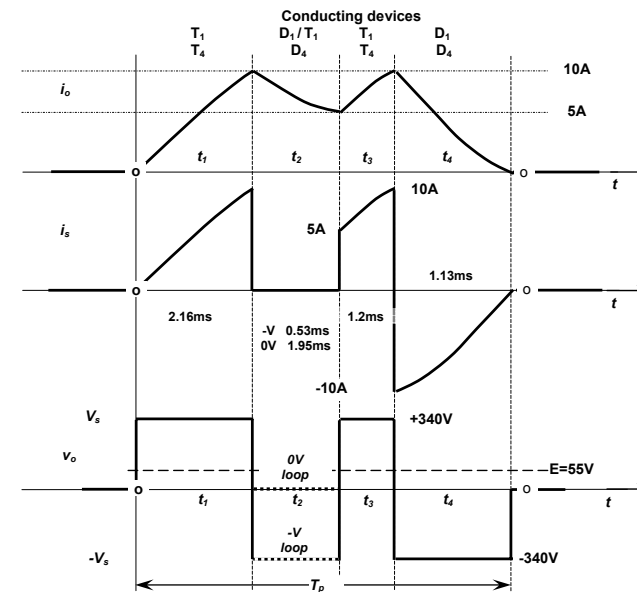 Conducting devices
T₁ D₁ / T₁ T₁ D₁
T₄ D₄ T₄ D₄
10A
iₒ
5A
t₁ t₂ t₃ t₄
o o
t
10A
iₛ 5A
1.13ms
o o
t
2.16ms -V 0.53ms 1.2ms
0V 1.95ms
-10A
Vₛ +340V
vₒ 0V
loop E=55V
o o
t₁ t₂ t₃ t₄ t
-V
loop
-Vₛ -340V
Tₚ